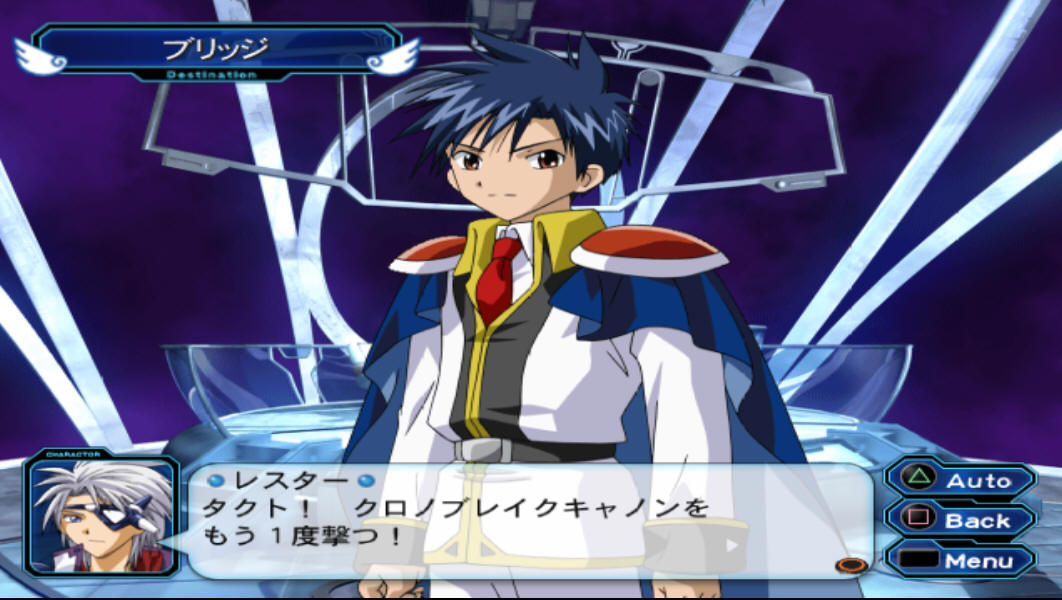 ブリッジ
Destination
CHARACTOR
レスター
タクト！　クロノブレイクキャノンを
もう１度撃つ！
Auto
Back
Menu